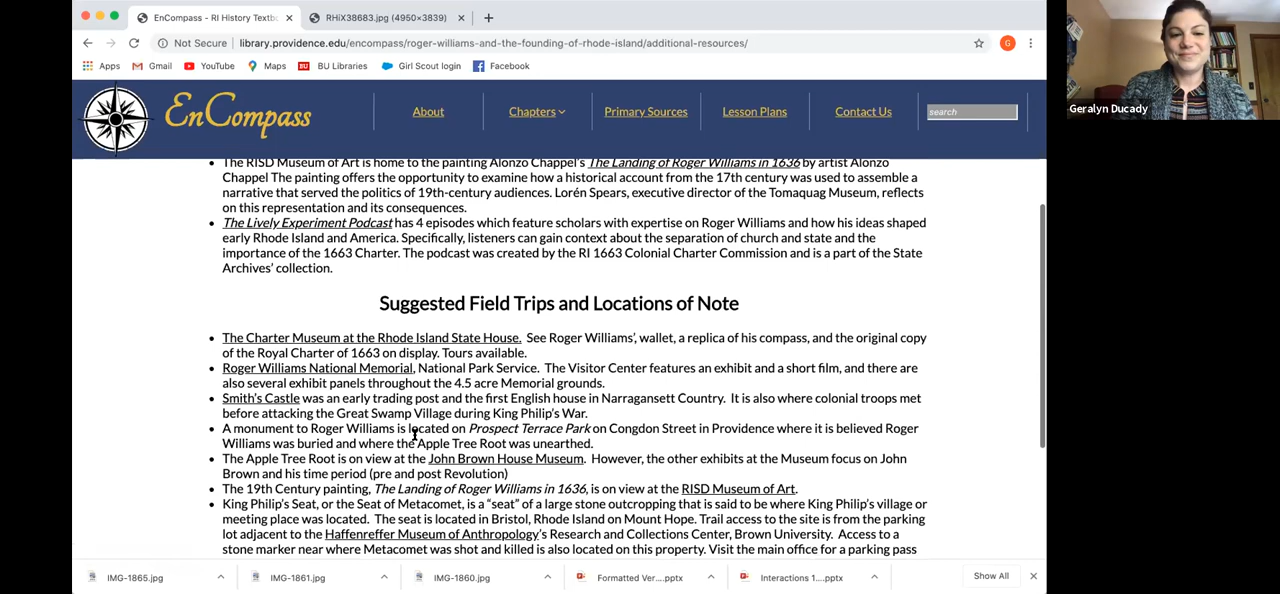 EnCompass - RI History Textb
RHiX38683.jpg (4950×3839)
Not Secure | library.providence.edu/encompass/roger-williams-and-the-founding-of-rhode-island/additional-resources/
G
Apps Gmail YouTube Maps BU Libraries Girl Scout login Facebook
BU
EnCompass
About Chapters Primary Sources Lesson Plans Contact Us search
The RISD Museum of Art is home to the painting Alonzo Chappel's The Landing of Roger Williams in 1636 by artist Alonzo
Chappel The painting offers the opportunity to examine how a historical account from the 17th century was used to assemble a
narrative that served the politics of 19th-century audiences. Lorén Spears, executive director of the Tomaquag Museum, reflects
on this representation and its consequences.
The Lively Experiment Podcast has 4 episodes which feature scholars with expertise on Roger Williams and how his ideas shaped
early Rhode Island and America. Specifically, listeners can gain context about the separation of church and state and the
importance of the 1663 Charter. The podcast was created by the RI 1663 Colonial Charter Commission and is a part of the State
Archives' collection.
Suggested Field Trips and Locations of Note
The Charter Museum at the Rhode Island State House. See Roger Williams', wallet, a replica of his compass, and the original copy
of the Royal Charter of 1663 on display. Tours available.
Roger Williams National Memorial, National Park Service. The Visitor Center features an exhibit and a short film, and there are
also several exhibit panels throughout the 4.5 acre Memorial grounds.
Smith's Castle was an early trading post and the first English house in Narragansett Country. It is also where colonial troops met
before attacking the Great Swamp Village during King Philip's War.
A monument to Roger Williams is located on Prospect Terrace Park on Congdon Street in Providence where it is believed Roger
Williams was buried and where the Apple Tree Root was unearthed.
The Apple Tree Root is on view at the John Brown House Museum. However, the other exhibits at the Museum focus on John
Brown and his time period (pre and post Revolution)
The 19th Century painting, The Landing of Roger Williams in 1636, is on view at the RISD Museum of Art.
King Philip's Seat, or the Seat of Metacomet, is a "seat" of a large stone outcropping that is said to be where King Philip's village or
meeting place was located. The seat is located in Bristol, Rhode Island on Mount Hope. Trail access to the site is from the parking
lot adjacent to the Haffenreffer Museum of Anthropology's Research and Collections Center, Brown University. Access to a
stone marker near where Metacomet was shot and killed is also located on this property. Visit the main office for a parking pass
IMG-1865.jpg IMG-1861.jpg IMG-1860.jpg Formatted Ver....pptx Interactions 1....pptx Show All
Geralyn Ducady